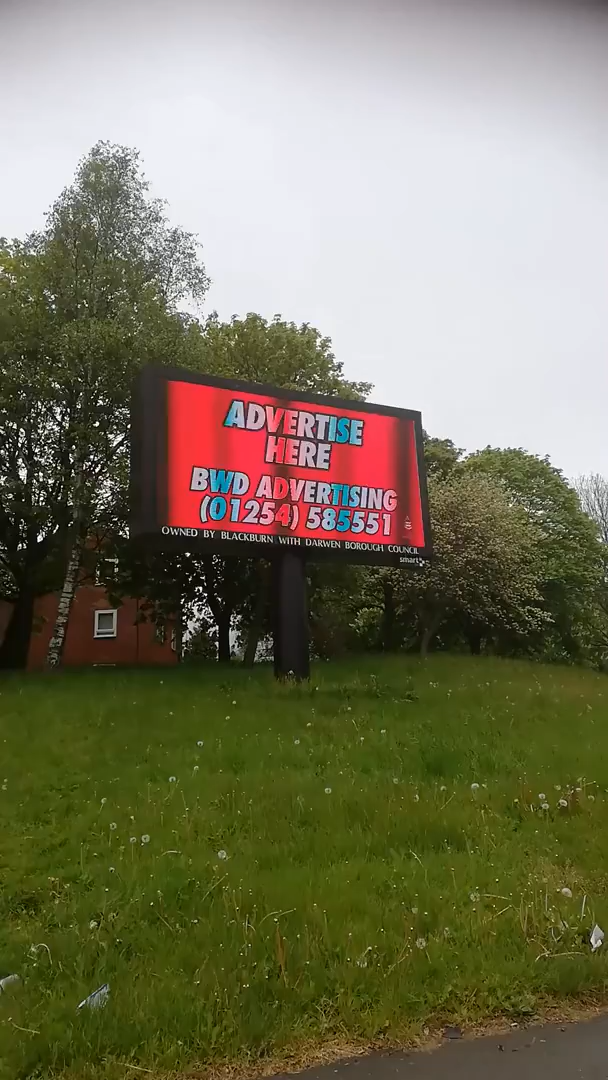 ADVERTISE
HERE
BWD ADVERTISING
(01254) 585551
OWNED BY BLACKBURN WITH DARWEN BOROUGH COUNCIL
smart